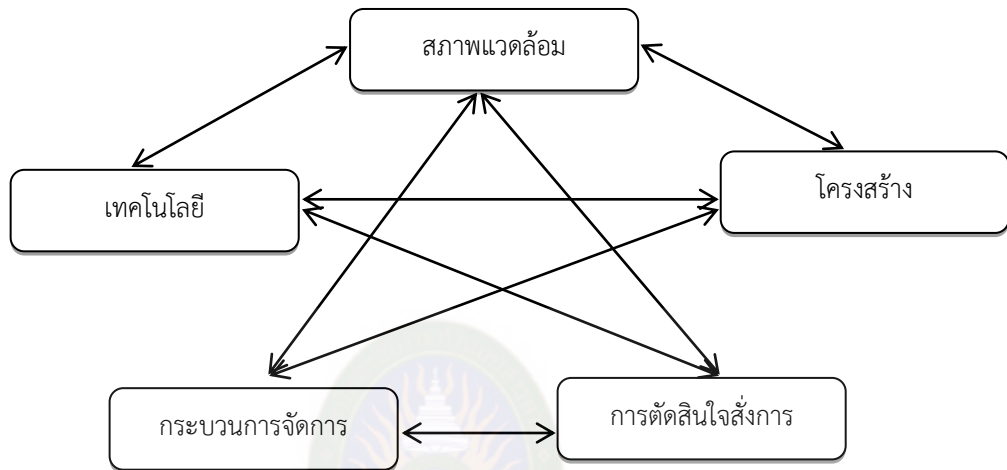 สภาพแวดล้อม
เทคโนโลยี
โครงสร้าง
กระบวนการจัดการ
การตัดสินใจสั่งการ